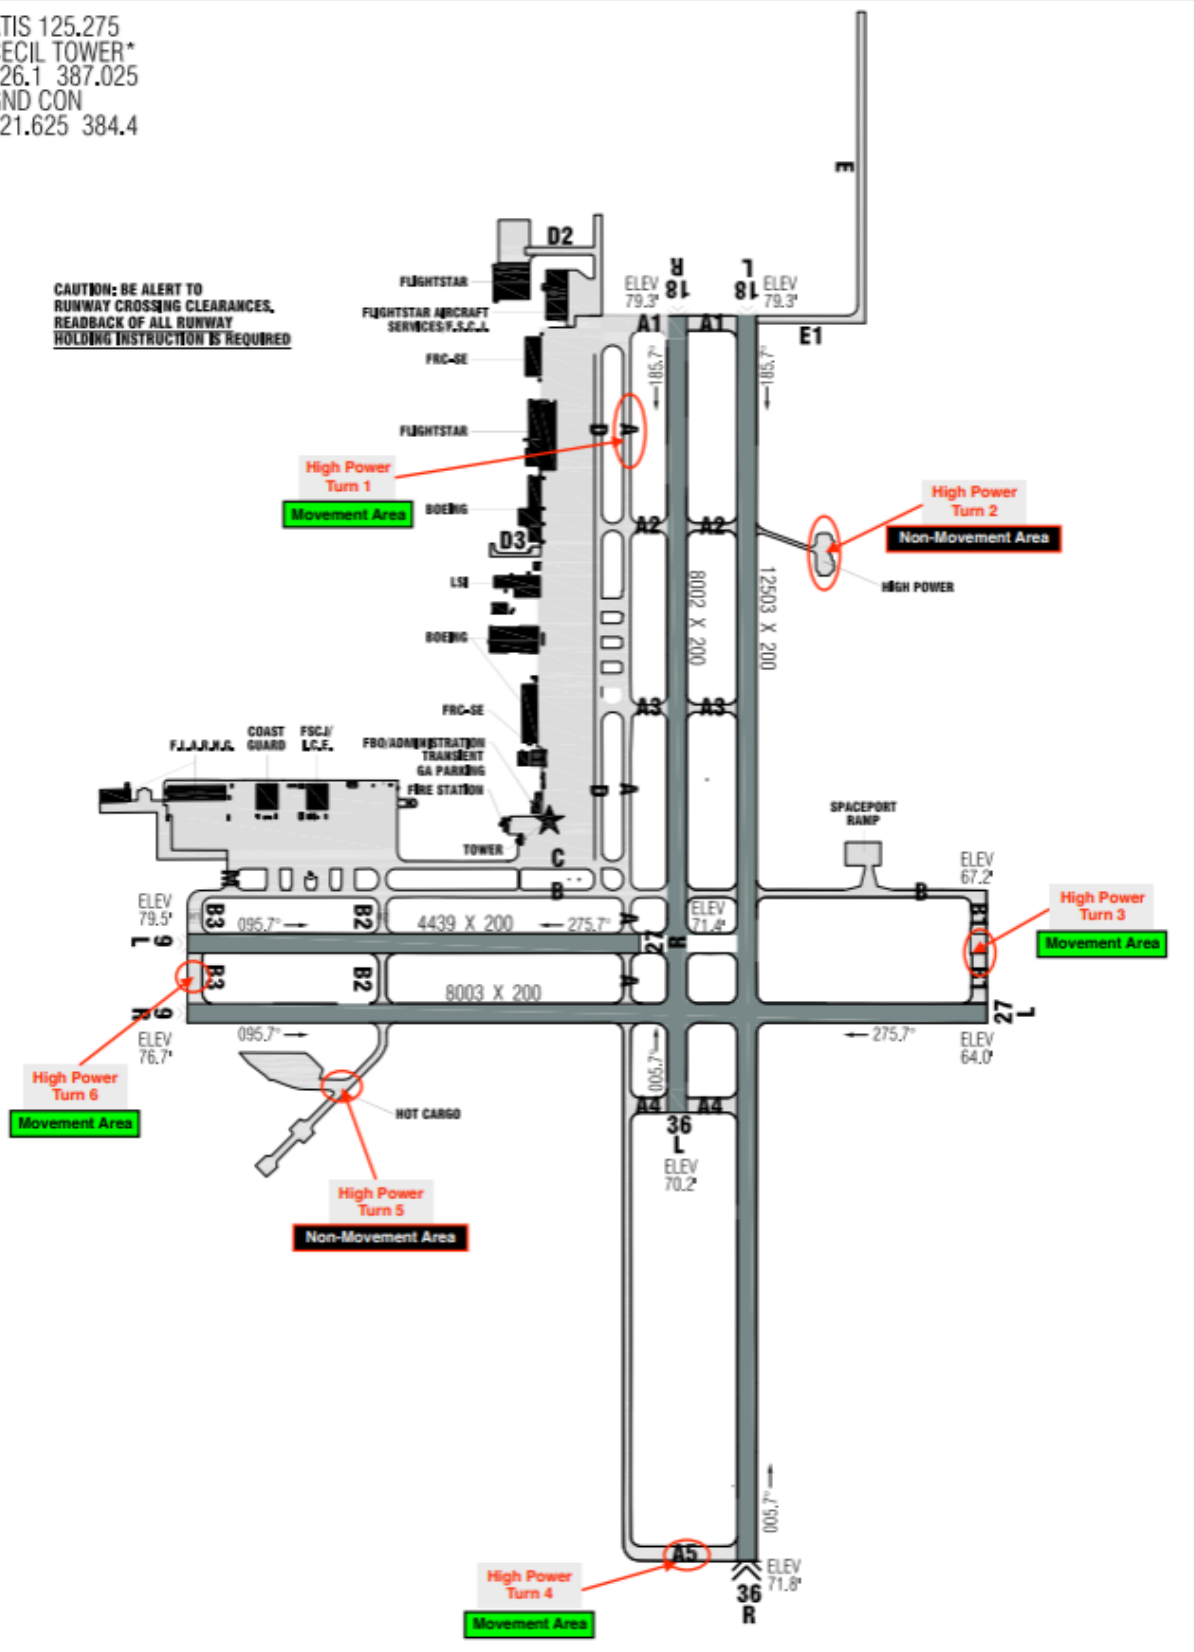 TIS 125.275
ECIL TOWER*
26.1 387.025
GND CON
21.625 384.4
E
D2
CAUTION: BE ALERT TO
RUNWAY CROSSING CLEARANCES.
READBACK OF ALL RUNWAY
HOLDING INSTRUCTION IS REQUIRED
FLIGHTSTAR
FLIGHTSTAR AIRCRAFT
SERVICES/F.S.C.J.
ELEV
79.3'
18
R
18
L
ELEV
79.3'
A1
A1
E1
FRC-SE
185.7°
185.7°
FLIGHTSTAR
D
A
High Power
Turn 1
Movement Area
BOEING
A2
A2
High Power
Turn 2
Non-Movement Area
D3
LSI
HIGH POWER
8002 X 200
12503 X 200
BOEING
FRC-SE
A3
A3
F.L.A.R.N.G.
COAST
GUARD
FSCJ/
I.C.E.
FBO/ADMINISTRATION
TRANSIENT
GA PARKING
FIRE STATION
D
A
TOWER
C
SPACEPORT
RAMP
M
B
B
ELEV
67.2'
ELEV
79.5'
B3
095.7°
B2
4439 X 200
275.7°
A
ELEV
71.4'
B1
High Power
Turn 3
Movement Area
9
L
27
R
B3
B2
A
B1
8003 X 200
9
R
27
L
ELEV
76.7'
095.7°
005.7°
275.7°
ELEV
64.0'
High Power
Turn 6
Movement Area
HOT CARGO
A4
A4
36
L
ELEV
70.2'
High Power
Turn 5
Non-Movement Area
005.7°
A5
High Power
Turn 4
Movement Area
ELEV
71.8'
36
R